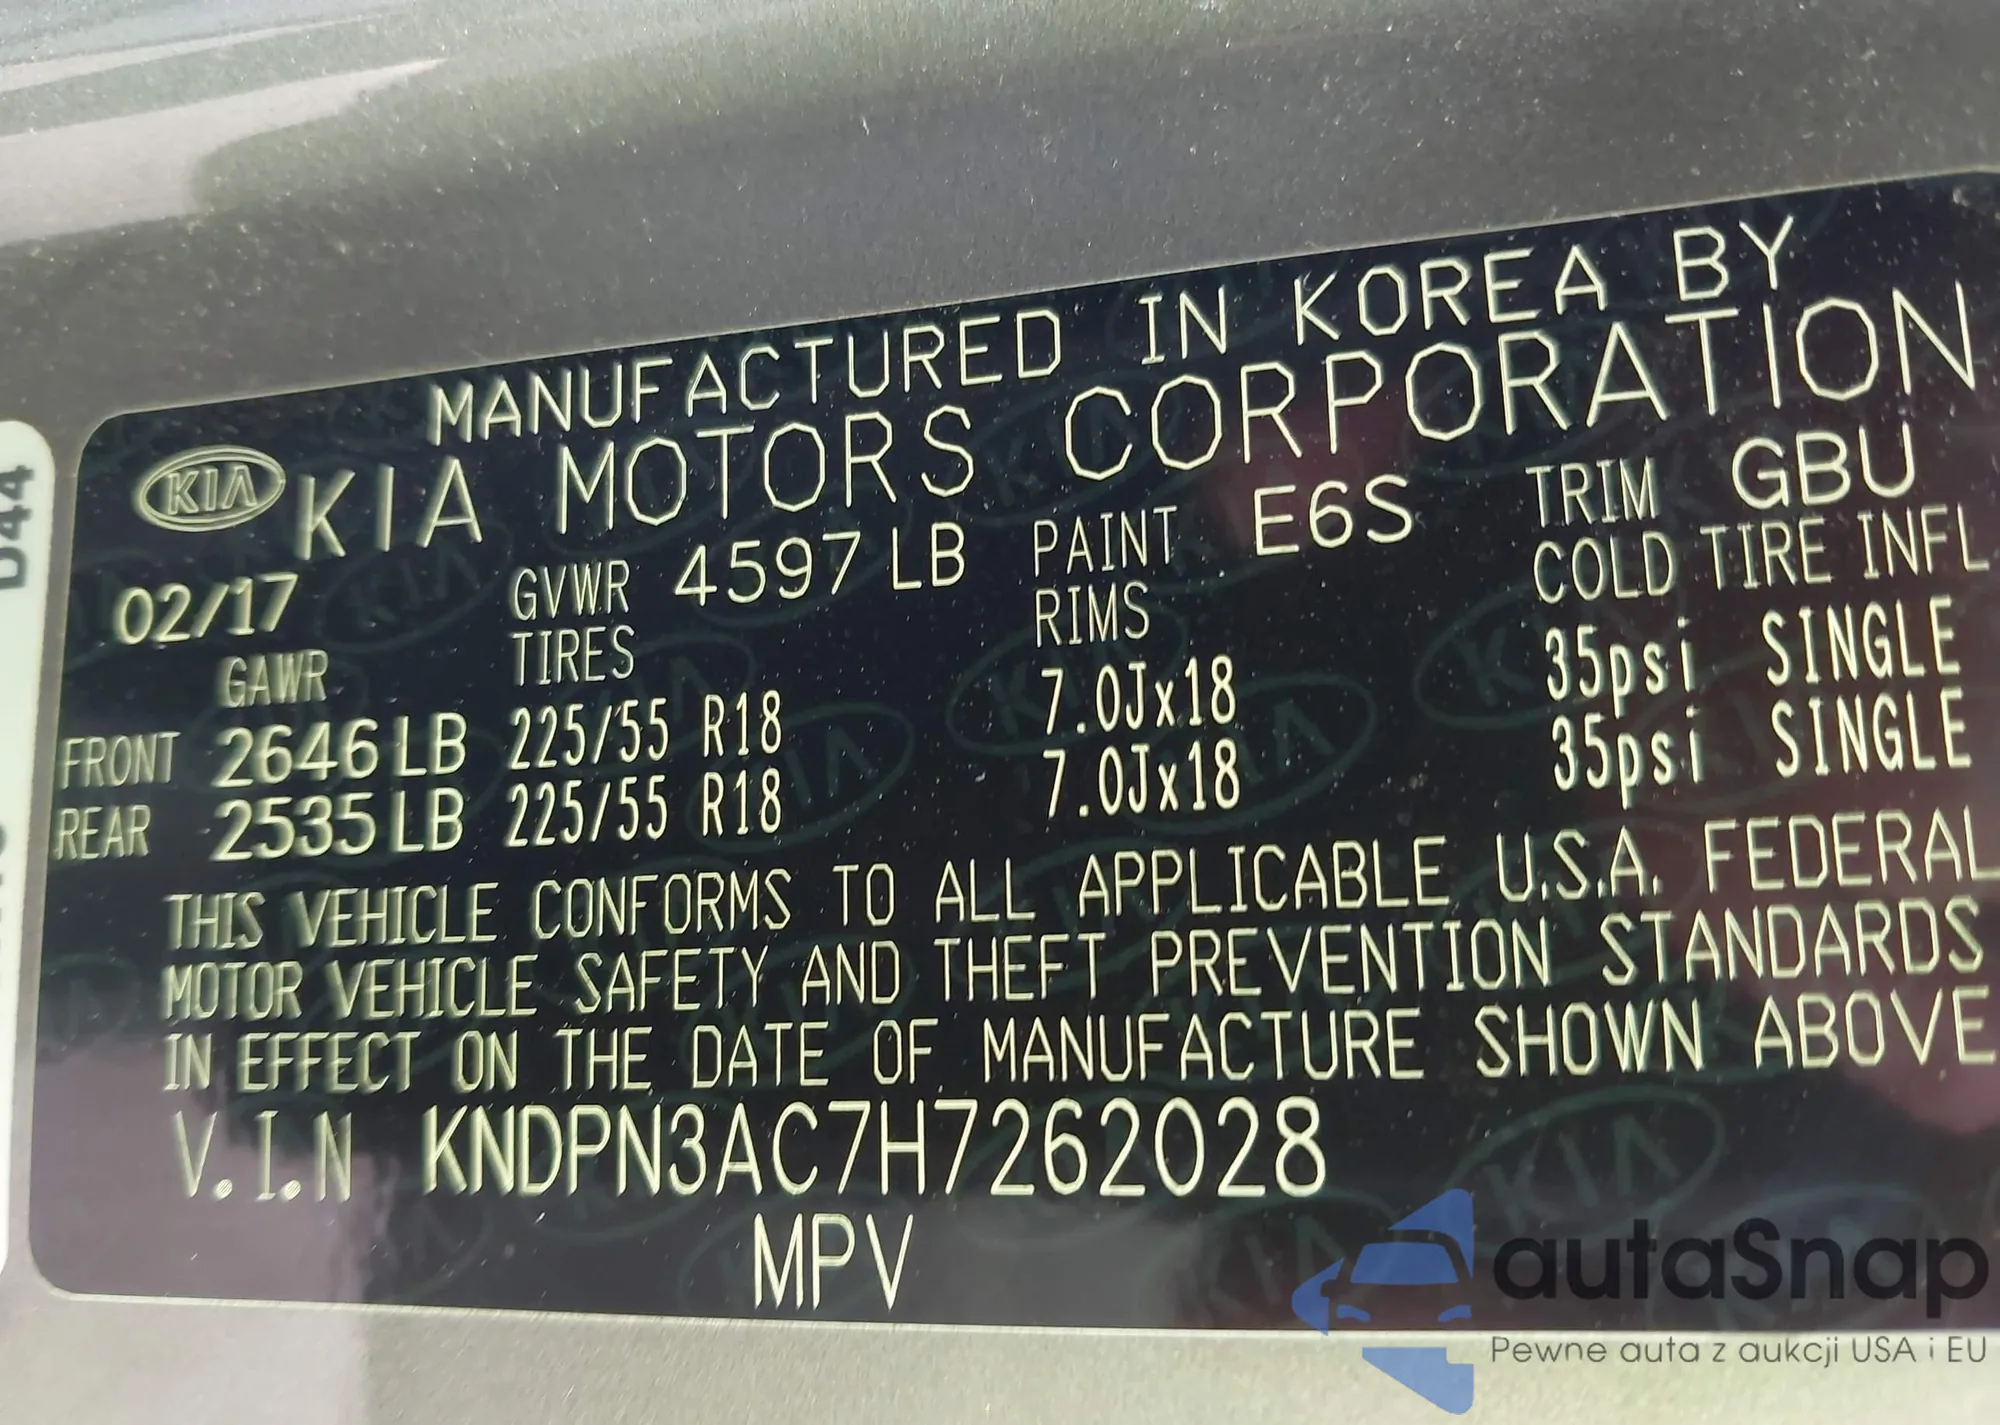 MANUFACTURED IN KOREA BY
KIA KIA MOTORS CORPORATION
02/17 GVWR 4597 LB PAINT E6S TRIM GBU
GAWR TIRES RIMS COLD TIRE INFL
FRONT 2646 LB 225/55 R18 7.0Jx18 35psi SINGLE
REAR 2535 LB 225/55 R18 7.0Jx18 35psi SINGLE
THIS VEHICLE CONFORMS TO ALL APPLICABLE U.S.A. FEDERAL
MOTOR VEHICLE SAFETY AND THEFT PREVENTION STANDARDS
IN EFFECT ON THE DATE OF MANUFACTURE SHOWN ABOVE
V.I.N KNDPN3AC7H7262028
MPV
D44
autaSnap
Pewne auta z aukcji USA i EU